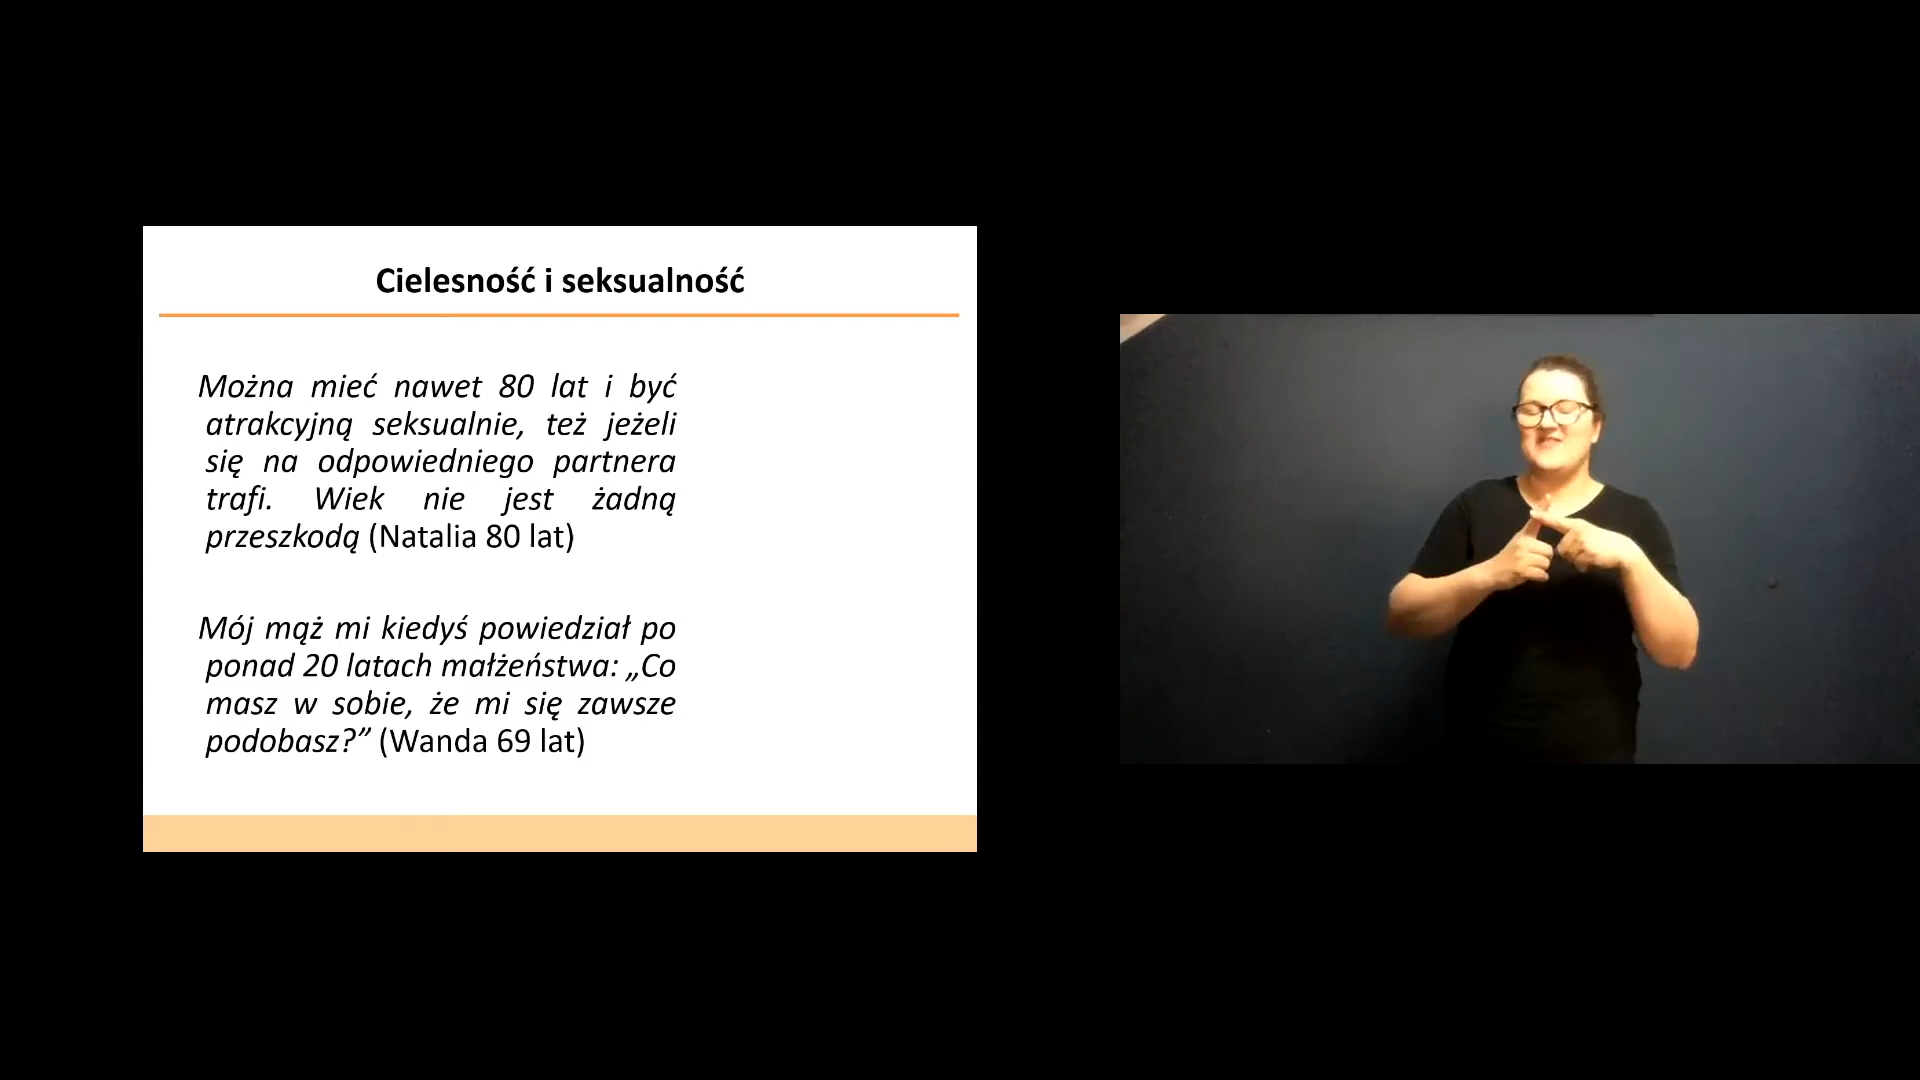 Cielesność i seksualność
Można mieć nawet 80 lat i być
atrakcyjną seksualnie, też jeżeli
się na odpowiedniego partnera
trafi. Wiek nie jest żadną
przeszkodą (Natalia 80 lat)
Mój mąż mi kiedyś powiedział po
ponad 20 latach małżeństwa: „Co
masz w sobie, że mi się zawsze
podobasz?” (Wanda 69 lat)